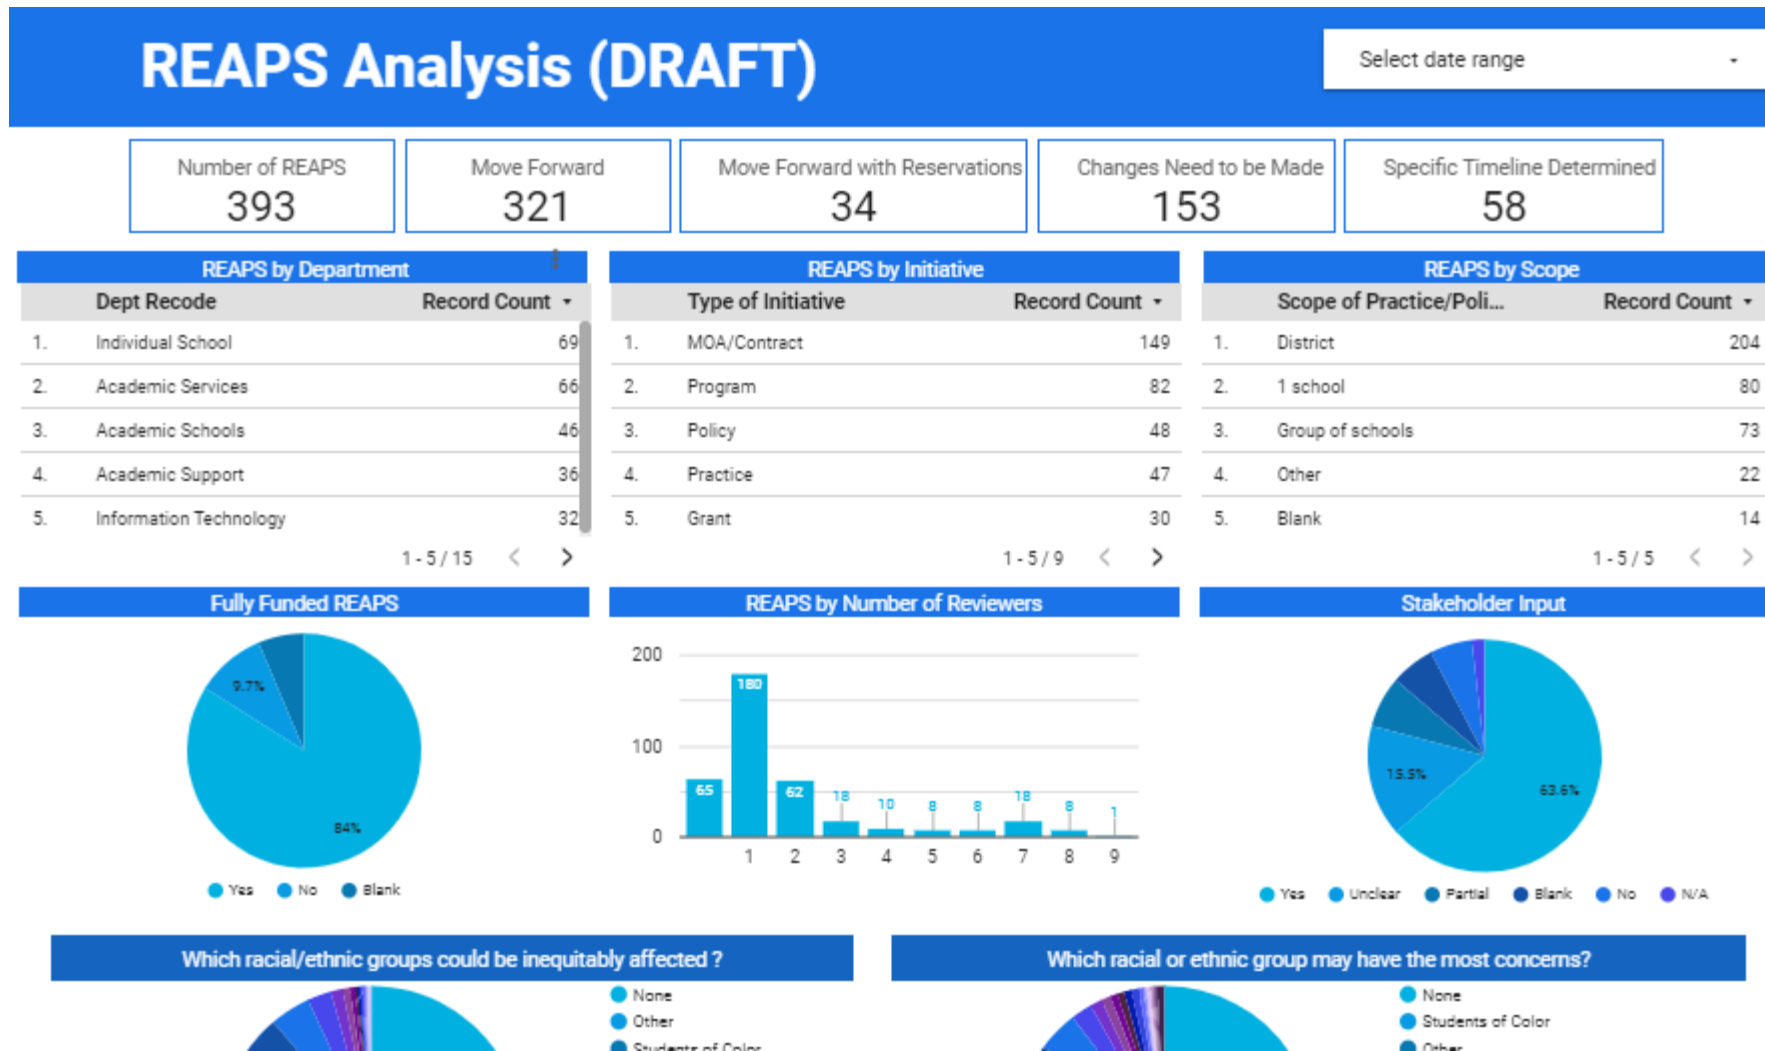 REAPS Analysis (DRAFT)
Select date range
Number of REAPS
393
Move Forward
321
Move Forward with Reservations
34
Changes Need to be Made
153
Specific Timeline Determined
58
REAPS by Department
Dept Recode Record Count
1. Individual School 69
2. Academic Services 66
3. Academic Schools 46
4. Academic Support 36
5. Information Technology 32
1 - 5 / 15
REAPS by Initiative
Type of Initiative Record Count
1. MOA/Contract 149
2. Program 82
3. Policy 48
4. Practice 47
5. Grant 30
1 - 5 / 9
REAPS by Scope
Scope of Practice/Poli... Record Count
1. District 204
2. 1 school 80
3. Group of schools 73
4. Other 22
5. Blank 14
1 - 5 / 5
Fully Funded REAPS
9.7%
84%
Yes No Blank
REAPS by Number of Reviewers
200
100
0
65 180 62 18 10 8 8 18 8 1
1 2 3 4 5 6 7 8 9
Stakeholder Input
15.5%
63.6%
Yes Unclear Partial Blank No N/A
Which racial/ethnic groups could be inequitably affected ?
None
Other
Students of Color
Which racial or ethnic group may have the most concerns?
None
Students of Color
Other